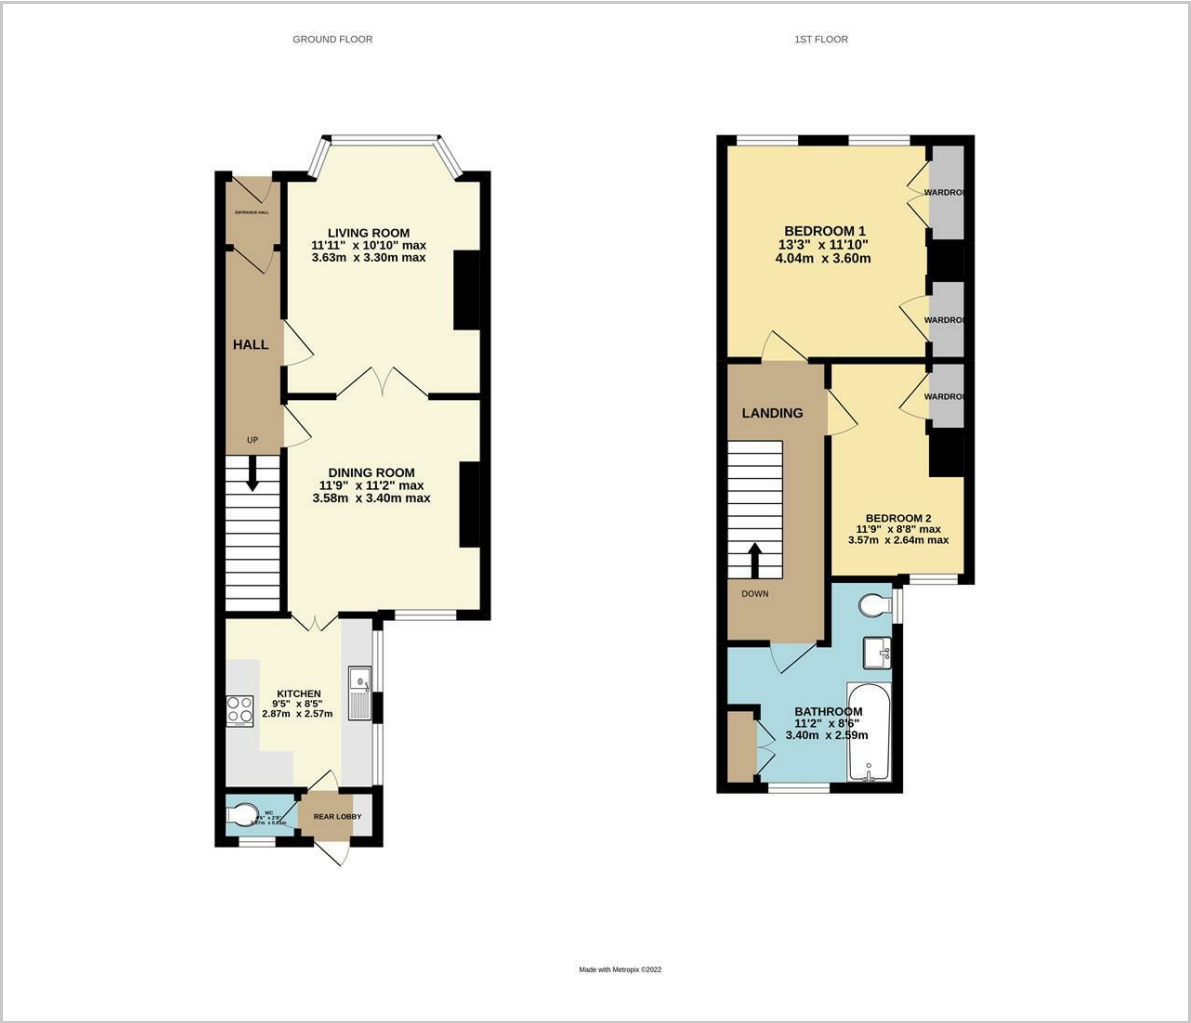 GROUND FLOOR
1ST FLOOR
ENTRANCE HALL
LIVING ROOM
11'11" x 10'10" max
3.63m x 3.30m max
HALL
UP
DINING ROOM
11'9" x 11'2" max
3.58m x 3.40m max
KITCHEN
9'5" x 8'5"
2.87m x 2.57m
WC
REAR LOBBY
BEDROOM 1
13'3" x 11'10"
4.04m x 3.60m
WARDROB
WARDROB
WARDROB
LANDING
DOWN
BEDROOM 2
11'9" x 8'8" max
3.57m x 2.64m max
BATHROOM
11'2" x 8'6"
3.40m x 2.59m
Made with Metropix ©2022